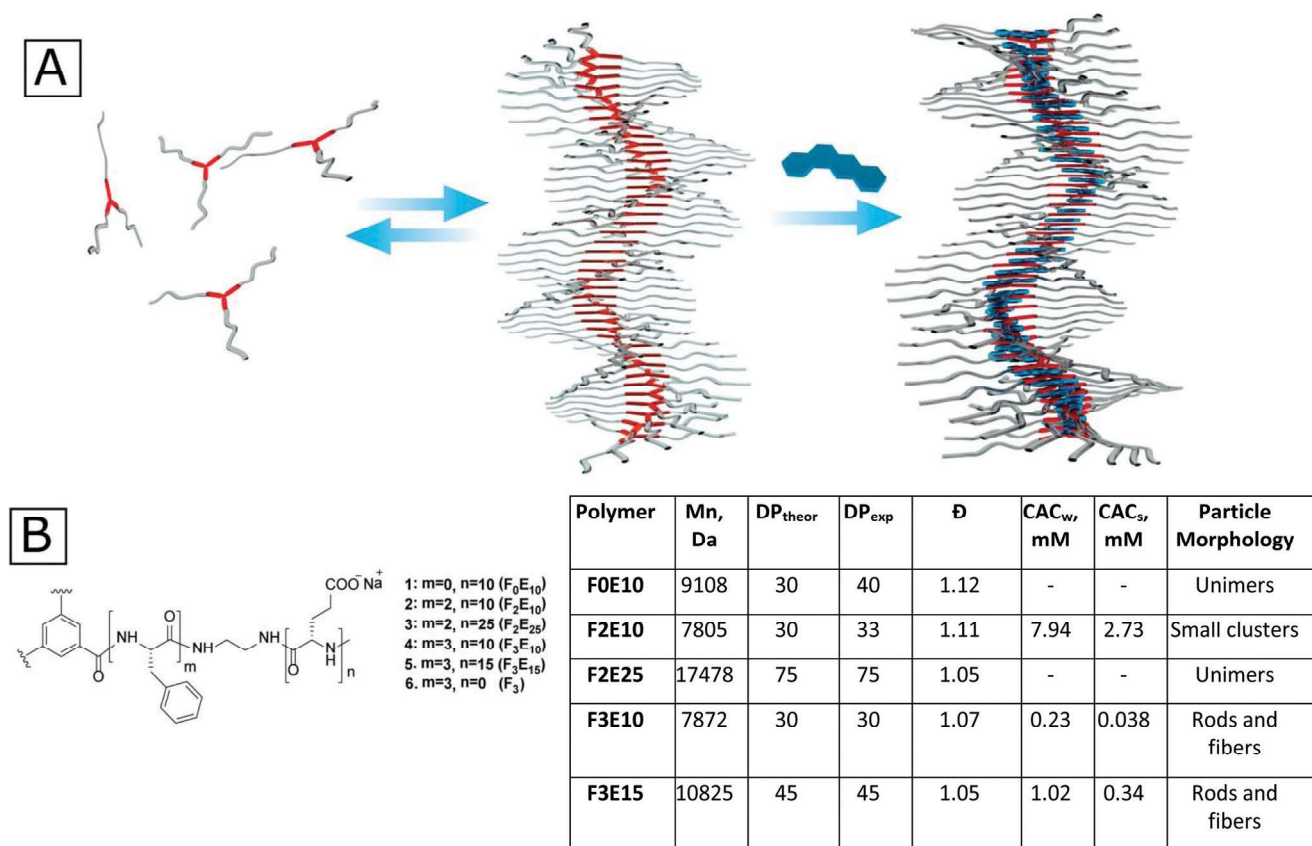 A
B
COO⁻Na⁺
O
NH
m
HN
NH
O
O
N
H
n
1: m=0, n=10 (F₀E₁₀)
2: m=2, n=10 (F₂E₁₀)
3: m=2, n=25 (F₂E₂₅)
4: m=3, n=10 (F₃E₁₀)
5: m=3, n=15 (F₃E₁₅)
6. m=3, n=0 (F₃)
Polymer Mn, Da DPtheor DPexp Đ CACw, mM CACs, mM Particle Morphology
F0E10 9108 30 40 1.12 - - Unimers
F2E10 7805 30 33 1.11 7.94 2.73 Small clusters
F2E25 17478 75 75 1.05 - - Unimers
F3E10 7872 30 30 1.07 0.23 0.038 Rods and fibers
F3E15 10825 45 45 1.05 1.02 0.34 Rods and fibers